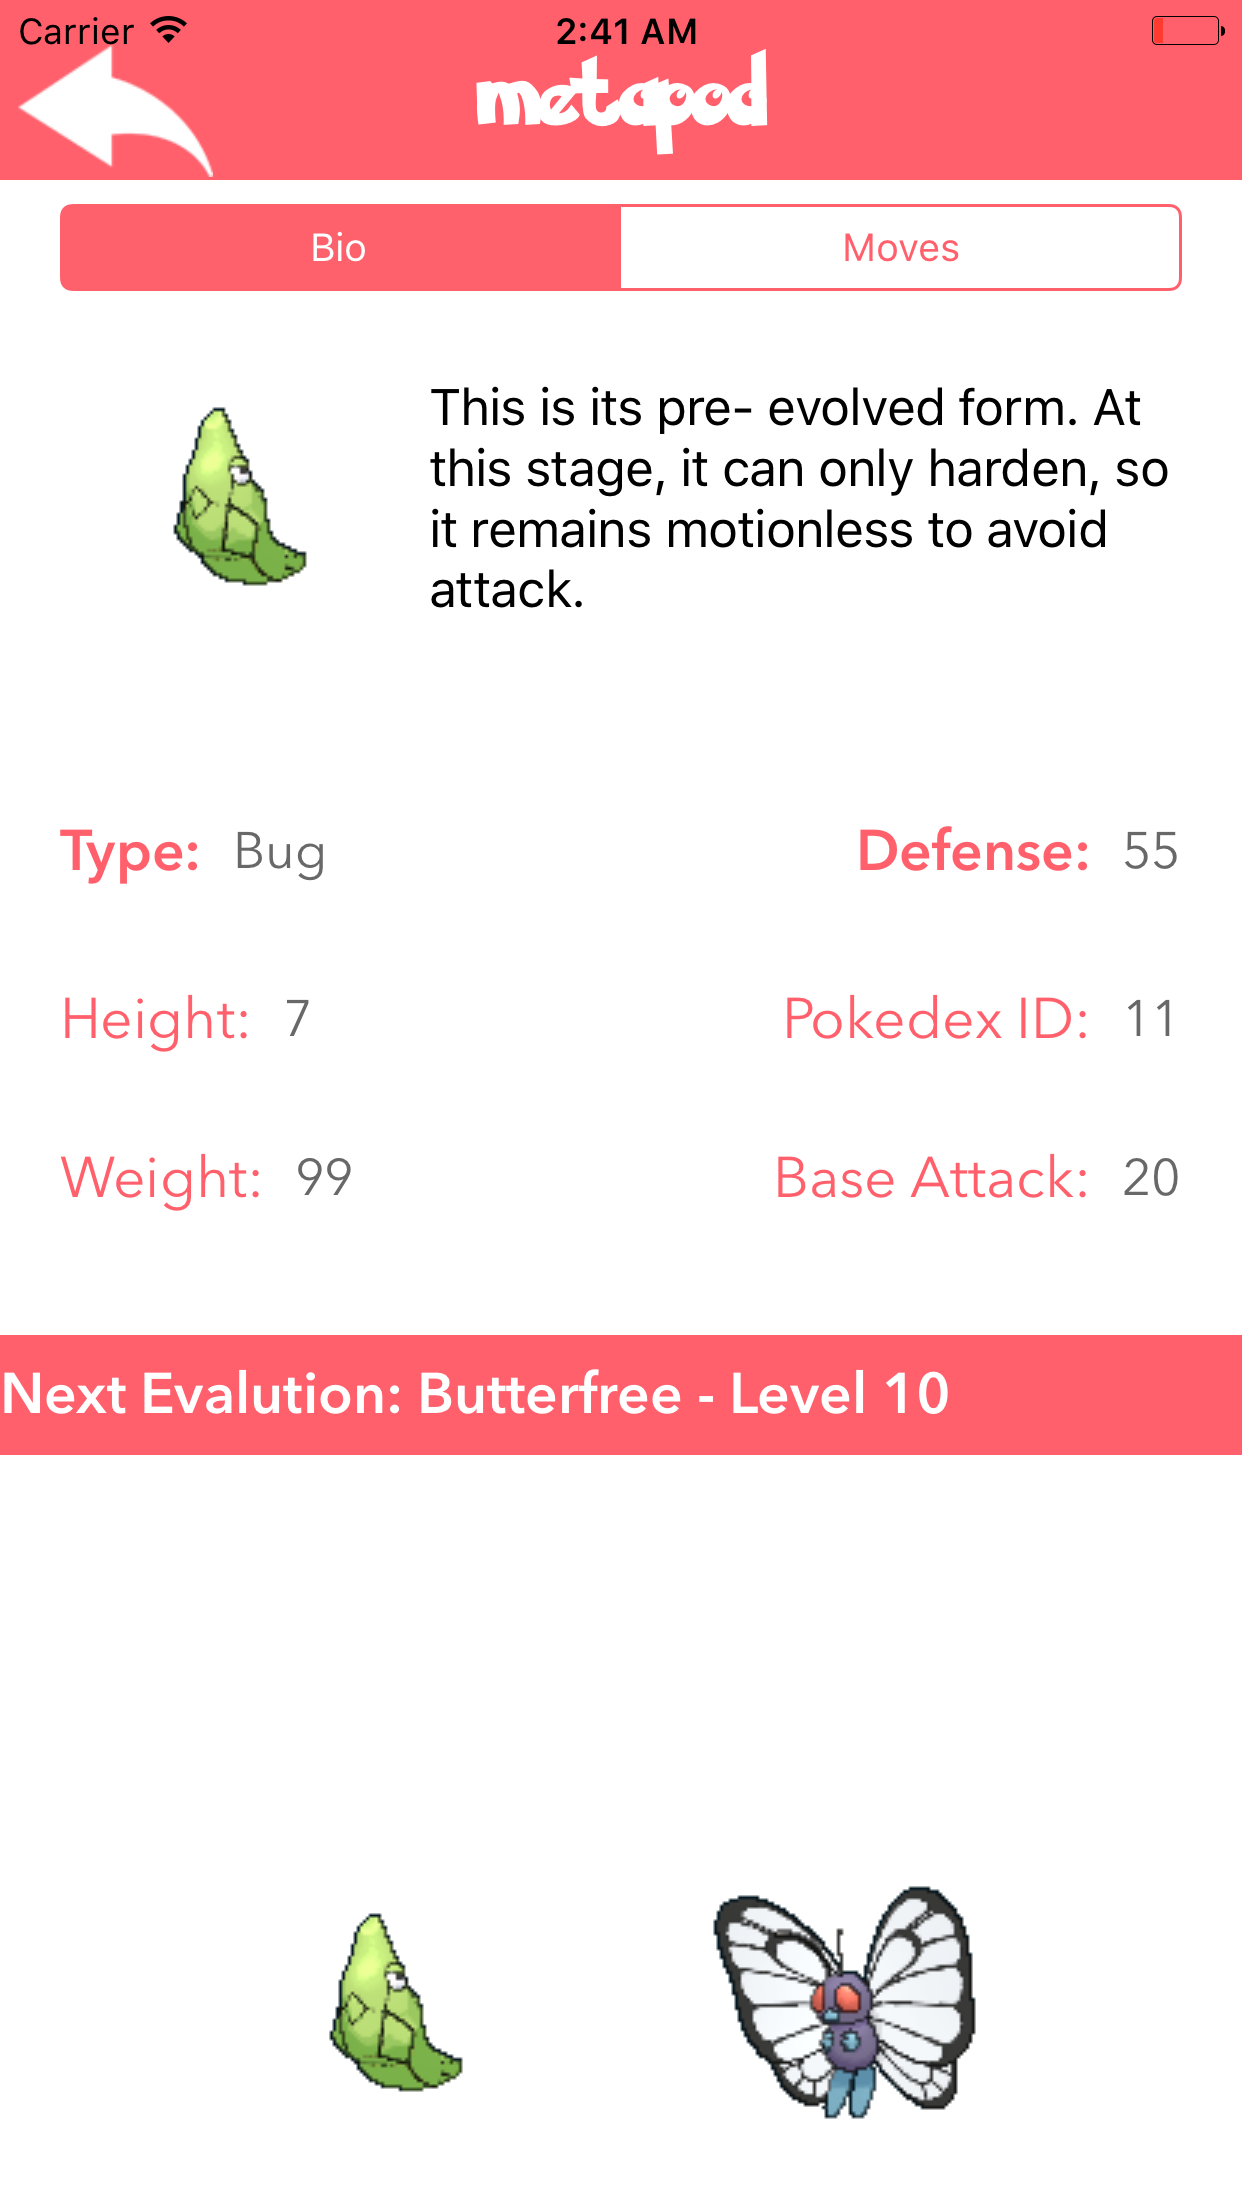 Carrier 2:41 AM
metapod
Bio Moves
This is its pre- evolved form. At
this stage, it can only harden, so
it remains motionless to avoid
attack.
Type: Bug Defense: 55
Height: 7 Pokedex ID: 11
Weight: 99 Base Attack: 20
Next Evalution: Butterfree - Level 10